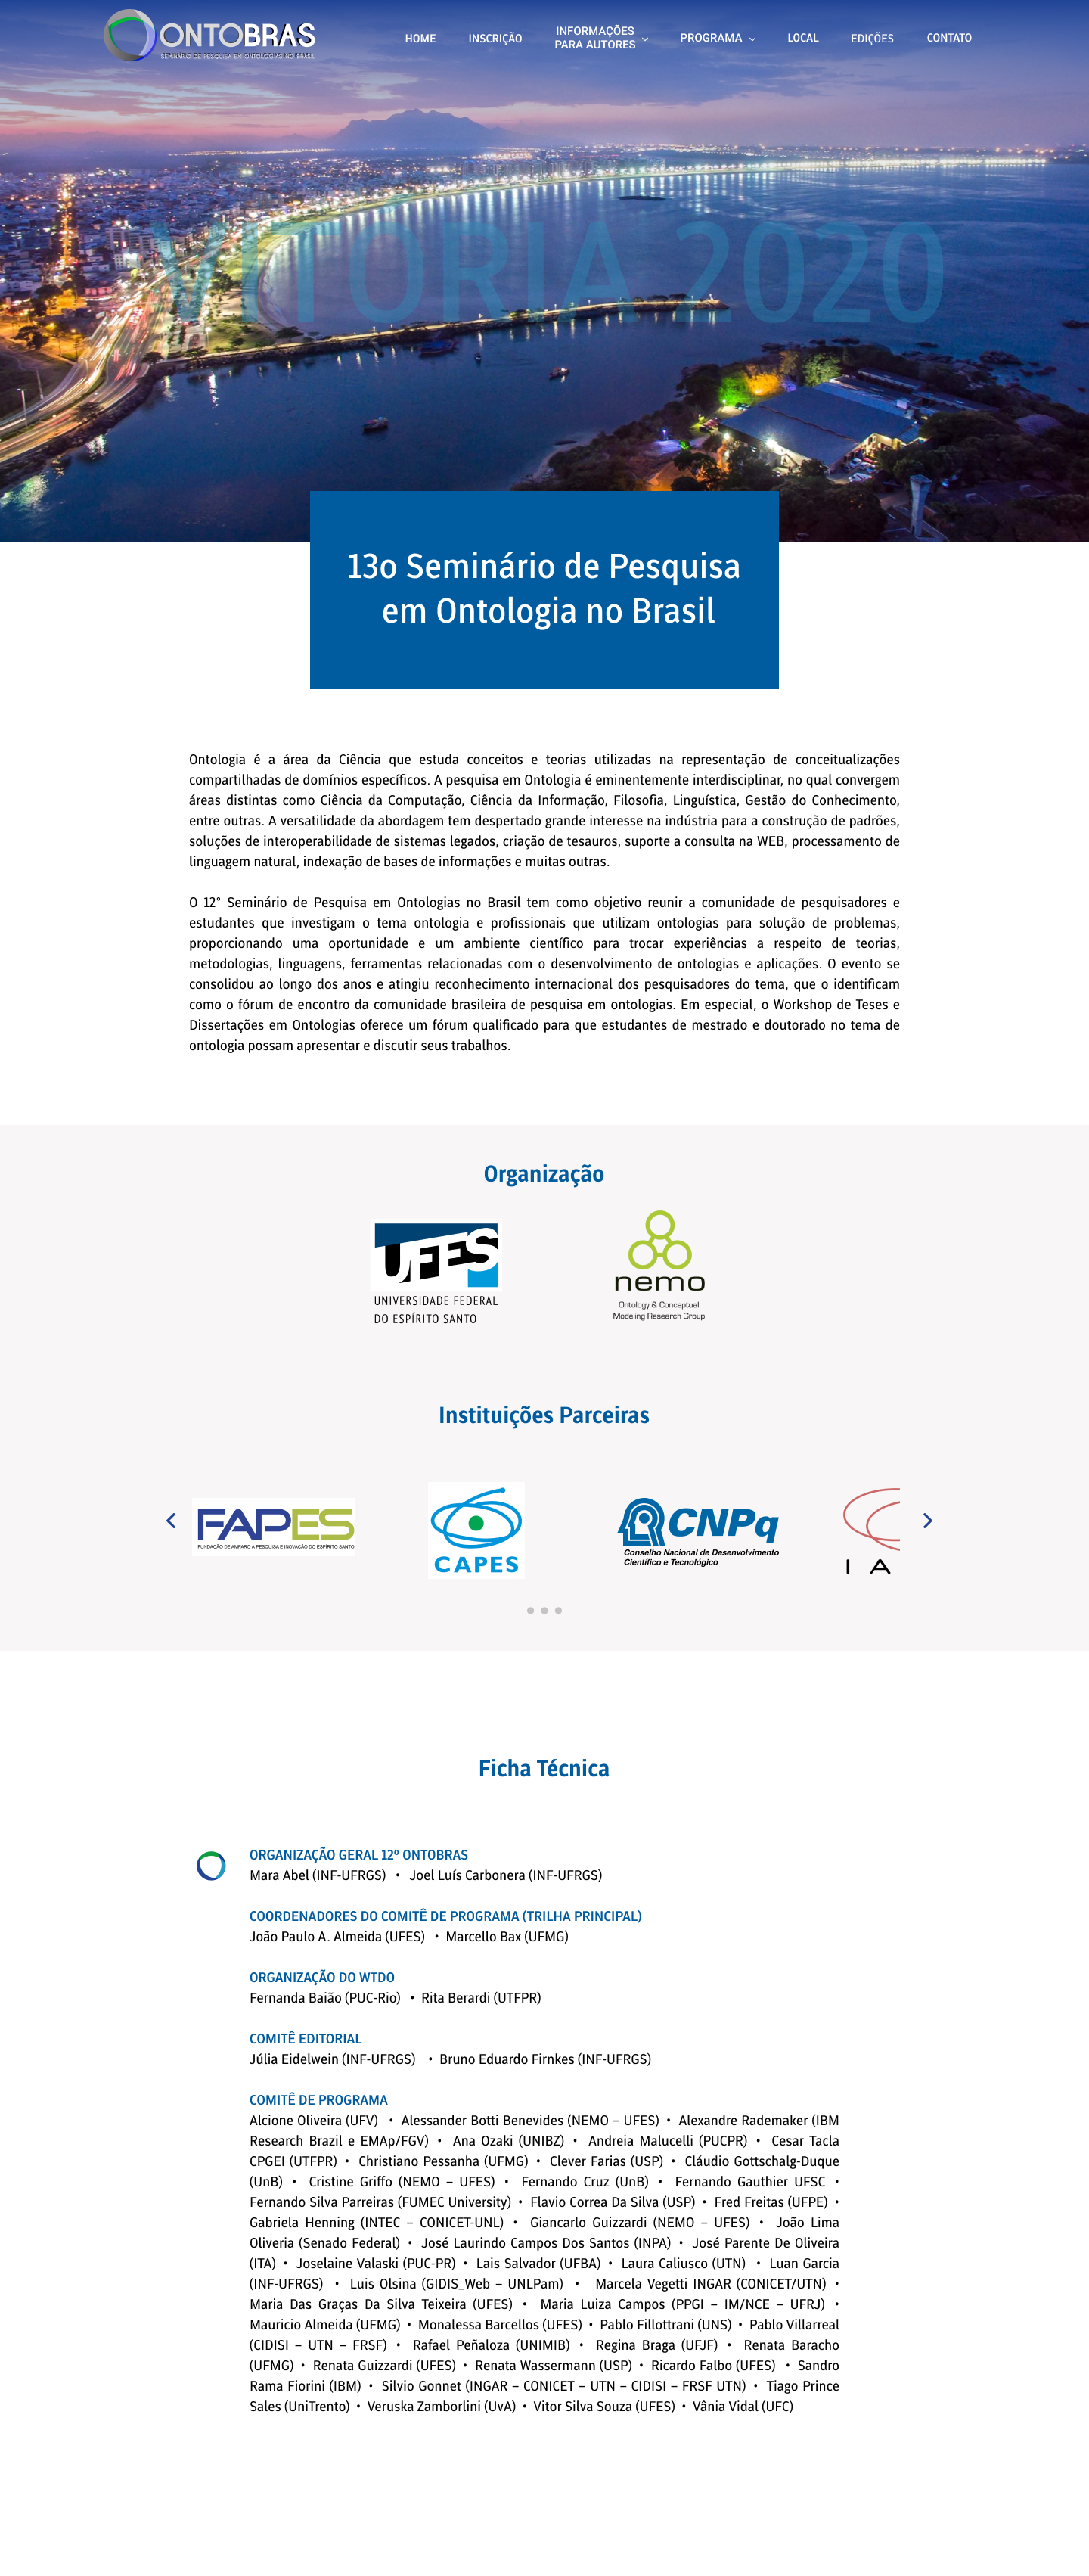 ONTOBRAS
SEMINÁRIO DE PESQUISA EM ONTOLOGIAS NO BRASIL
HOME
INSCRIÇÃO
INFORMAÇÕES
PARA AUTORES
PROGRAMA
LOCAL
EDIÇÕES
CONTATO
VITÓRIA 2020
13o Seminário de Pesquisa
em Ontologia no Brasil
Ontologia é a área da Ciência que estuda conceitos e teorias utilizadas na representação de conceitualizações
compartilhadas de domínios específicos. A pesquisa em Ontologia é eminentemente interdisciplinar, no qual convergem
áreas distintas como Ciência da Computação, Ciência da Informação, Filosofia, Linguística, Gestão do Conhecimento,
entre outras. A versatilidade da abordagem tem despertado grande interesse na indústria para a construção de padrões,
soluções de interoperabilidade de sistemas legados, criação de tesauros, suporte a consulta na WEB, processamento de
linguagem natural, indexação de bases de informações e muitas outras.
O 12° Seminário de Pesquisa em Ontologias no Brasil tem como objetivo reunir a comunidade de pesquisadores e
estudantes que investigam o tema ontologia e profissionais que utilizam ontologias para solução de problemas,
proporcionando uma oportunidade e um ambiente científico para trocar experiências a respeito de teorias,
metodologias, linguagens, ferramentas relacionadas com o desenvolvimento de ontologias e aplicações. O evento se
consolidou ao longo dos anos e atingiu reconhecimento internacional dos pesquisadores do tema, que o identificam
como o fórum de encontro da comunidade brasileira de pesquisa em ontologias. Em especial, o Workshop de Teses e
Dissertações em Ontologias oferece um fórum qualificado para que estudantes de mestrado e doutorado no tema de
ontologia possam apresentar e discutir seus trabalhos.
Organização
UFES
UNIVERSIDADE FEDERAL
DO ESPÍRITO SANTO
nemo
Ontology & Conceptual
Modeling Research Group
Instituições Parceiras
FAPES
FUNDAÇÃO DE AMPARO À PESQUISA E INOVAÇÃO DO ESPÍRITO SANTO
CAPES
CNPq
Conselho Nacional de Desenvolvimento
Científico e Tecnológico
I A
Ficha Técnica
ORGANIZAÇÃO GERAL 12º ONTOBRAS
Mara Abel (INF-UFRGS) • Joel Luís Carbonera (INF-UFRGS)
COORDENADORES DO COMITÊ DE PROGRAMA (TRILHA PRINCIPAL)
João Paulo A. Almeida (UFES) • Marcello Bax (UFMG)
ORGANIZAÇÃO DO WTDO
Fernanda Baião (PUC-Rio) • Rita Berardi (UTFPR)
COMITÊ EDITORIAL
Júlia Eidelwein (INF-UFRGS) • Bruno Eduardo Firnkes (INF-UFRGS)
COMITÊ DE PROGRAMA
Alcione Oliveira (UFV) • Alessander Botti Benevides (NEMO – UFES) • Alexandre Rademaker (IBM
Research Brazil e EMAp/FGV) • Ana Ozaki (UNIBZ) • Andreia Malucelli (PUCPR) • Cesar Tacla
CPGEI (UTFPR) • Christiano Pessanha (UFMG) • Clever Farias (USP) • Cláudio Gottschalg-Duque
(UnB) • Cristine Griffo (NEMO – UFES) • Fernando Cruz (UnB) • Fernando Gauthier UFSC •
Fernando Silva Parreiras (FUMEC University) • Flavio Correa Da Silva (USP) • Fred Freitas (UFPE) •
Gabriela Henning (INTEC – CONICET-UNL) • Giancarlo Guizzardi (NEMO – UFES) • João Lima
Oliveria (Senado Federal) • José Laurindo Campos Dos Santos (INPA) • José Parente De Oliveira
(ITA) • Joselaine Valaski (PUC-PR) • Lais Salvador (UFBA) • Laura Caliusco (UTN) • Luan Garcia
(INF-UFRGS) • Luis Olsina (GIDIS_Web – UNLPam) • Marcela Vegetti INGAR (CONICET/UTN) •
Maria Das Graças Da Silva Teixeira (UFES) • Maria Luiza Campos (PPGI – IM/NCE – UFRJ) •
Mauricio Almeida (UFMG) • Monalessa Barcellos (UFES) • Pablo Fillottrani (UNS) • Pablo Villarreal
(CIDISI – UTN – FRSF) • Rafael Peñaloza (UNIMIB) • Regina Braga (UFJF) • Renata Baracho
(UFMG) • Renata Guizzardi (UFES) • Renata Wassermann (USP) • Ricardo Falbo (UFES) • Sandro
Rama Fiorini (IBM) • Silvio Gonnet (INGAR – CONICET – UTN – CIDISI – FRSF UTN) • Tiago Prince
Sales (UniTrento) • Veruska Zamborlini (UvA) • Vitor Silva Souza (UFES) • Vânia Vidal (UFC)